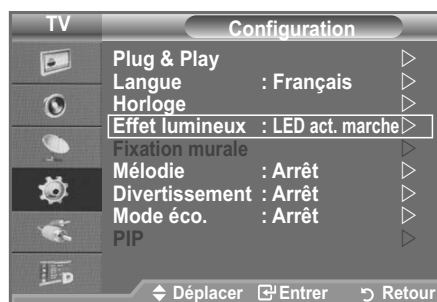 TV
Configuration
Plug & Play
Langue : Français
Horloge
Effet lumineux : LED act. marche
Fixation murale
Mélodie : Arrêt
Divertissement : Arrêt
Mode éco. : Arrêt
PIP
Déplacer Entrer Retour